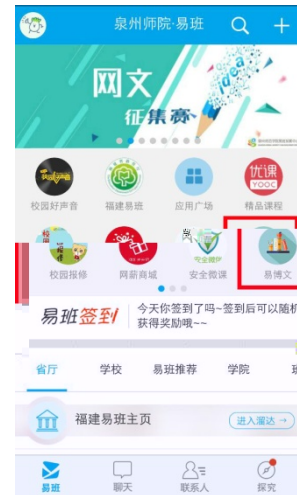 泉州师院·易班
网文
征集赛
idea
校园好声音
福建易班
应用广场
优课
YOOC
精品课程
校园报修
网薪商城
安全微课
易博文
易班签到
今天你签到了吗~签到后可以随机
获得奖励哦~~
省厅
学校
易班推荐
学院
福建易班主页
进入溜达 →
易班
聊天
联系人
探究